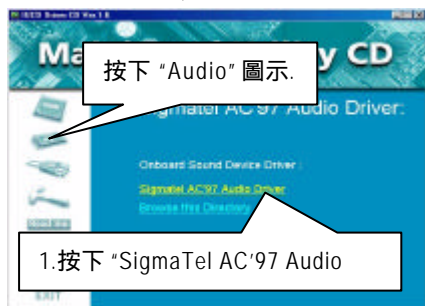 Ma
y CD
按下 “Audio” 圖示.
Sigmatel AC'97 Audio Driver:
Onboard Sound Device Driver :
Sigmatel AC'97 Audio Driver
Browse this Directory
1.按下 “SigmaTel AC’97 Audio
EXIT